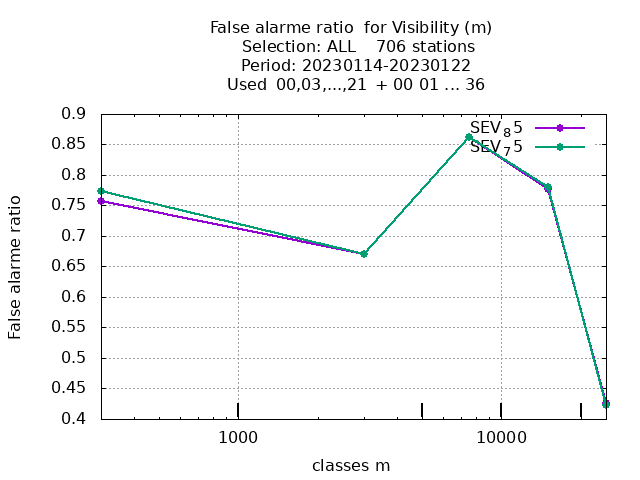 False alarme ratio  for Visibility (m)
Selection: ALL    706 stations
Period: 20230114-20230122
Used  00,03,...,21  + 00 01 ... 36
0.9
SEV₈5
0.85
SEV₇5
0.8
0.75
0.7
0.65
0.6
0.55
0.5
0.45
0.4
False alarme ratio
1000
10000
classes m